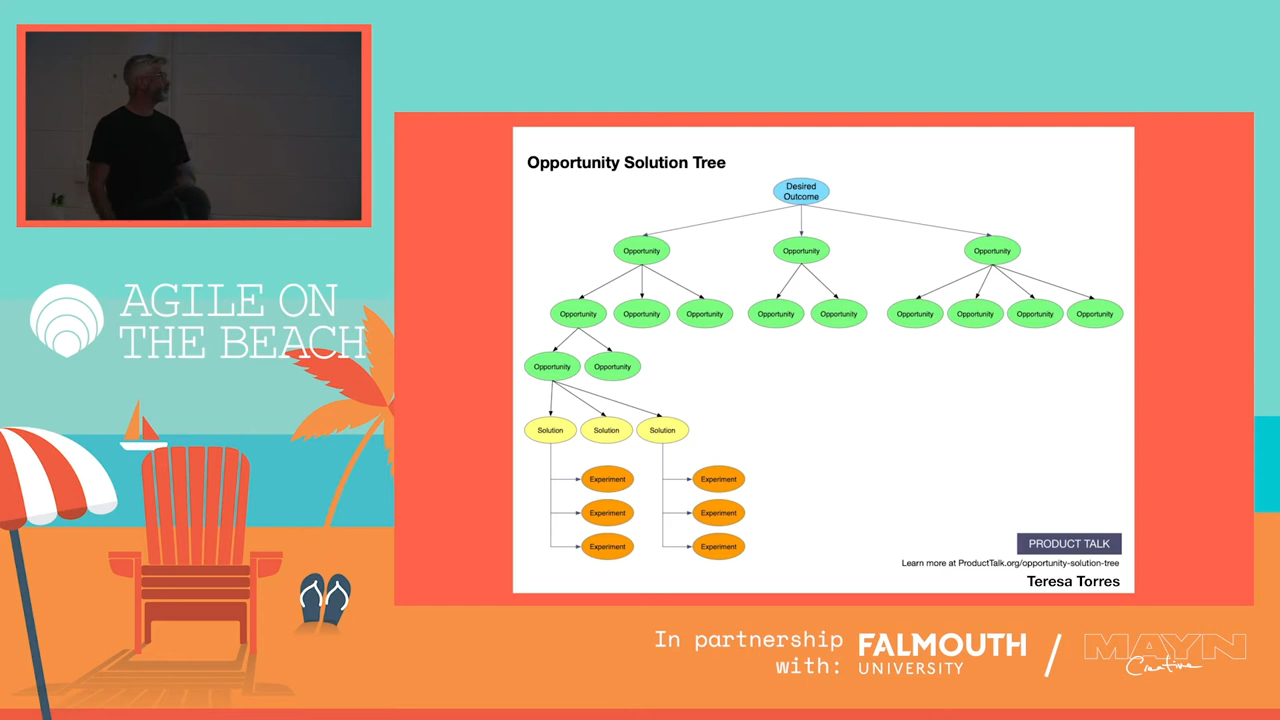 Opportunity Solution Tree
Desired
Outcome
Opportunity
Opportunity
Opportunity
Opportunity
Opportunity
Opportunity
Opportunity
Opportunity
Opportunity
Opportunity
Opportunity
Opportunity
Opportunity
Opportunity
Solution
Solution
Solution
Experiment
Experiment
Experiment
Experiment
Experiment
Experiment
PRODUCT TALK
Learn more at ProductTalk.org/opportunity-solution-tree
Teresa Torres
AGILE ON
THE BEACH
In partnership
with:
FALMOUTH
UNIVERSITY
MAYN
Creative